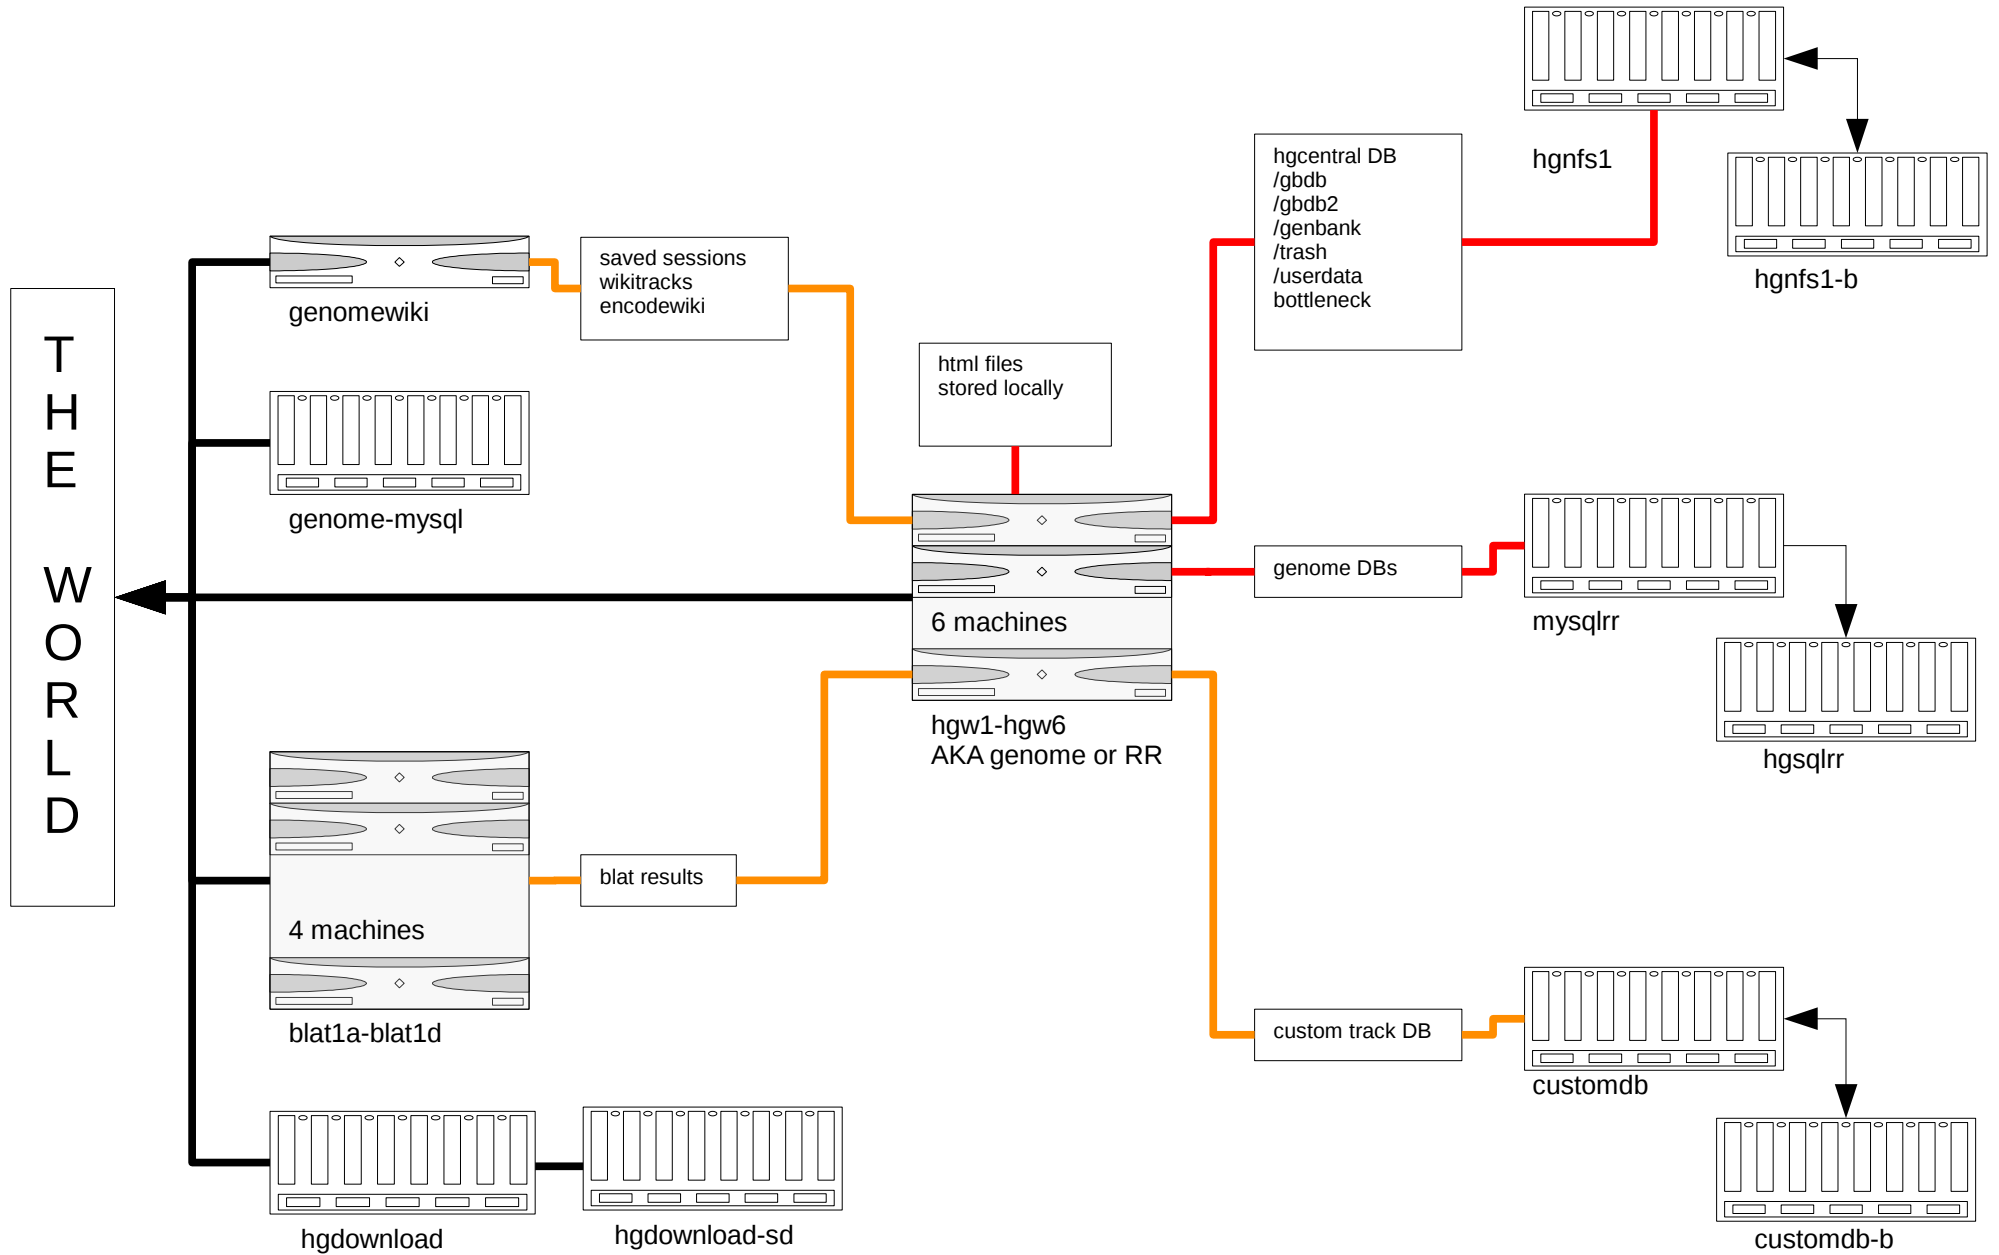 THE WORLD
genomewiki
saved sessions
wikitracks
encodewiki
genome-mysql
html files
stored locally
hgcentral DB
/gbdb
/gbdb2
/genbank
/trash
/userdata
bottleneck
hgnfs1
hgnfs1-b
6 machines
hgw1-hgw6
AKA genome or RR
genome DBs
mysqlrr
hgsqlrr
4 machines
blat1a-blat1d
blat results
custom track DB
customdb
customdb-b
hgdownload
hgdownload-sd